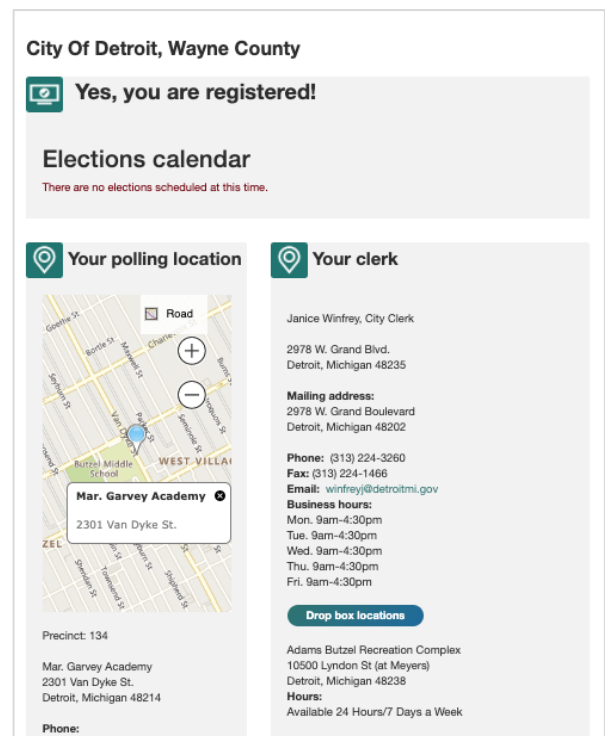 City Of Detroit, Wayne County
Yes, you are registered!
Elections calendar
There are no elections scheduled at this time.
Your polling location
Road
Goethe St
Bortle St
Maxwell St
Seyburn St
Van Dyke St
Parker St
Seminole St
Iroquois St
Burns S
Butzel Middle
School
WEST VILLA
Mar. Garvey Academy
2301 Van Dyke St.
ZEL
Sheridan St
Townsend St
Shipherd St
Precinct: 134
Mar. Garvey Academy
2301 Van Dyke St.
Detroit, Michigan 48214
Phone:
Your clerk
Janice Winfrey, City Clerk
2978 W. Grand Blvd.
Detroit, Michigan 48235
Mailing address:
2978 W. Grand Boulevard
Detroit, Michigan 48202
Phone: (313) 224-3260
Fax: (313) 224-1466
Email: winfreyj@detroitmi.gov
Business hours:
Mon. 9am-4:30pm
Tue. 9am-4:30pm
Wed. 9am-4:30pm
Thu. 9am-4:30pm
Fri. 9am-4:30pm
Drop box locations
Adams Butzel Recreation Complex
10500 Lyndon St (at Meyers)
Detroit, Michigan 48238
Hours:
Available 24 Hours/7 Days a Week